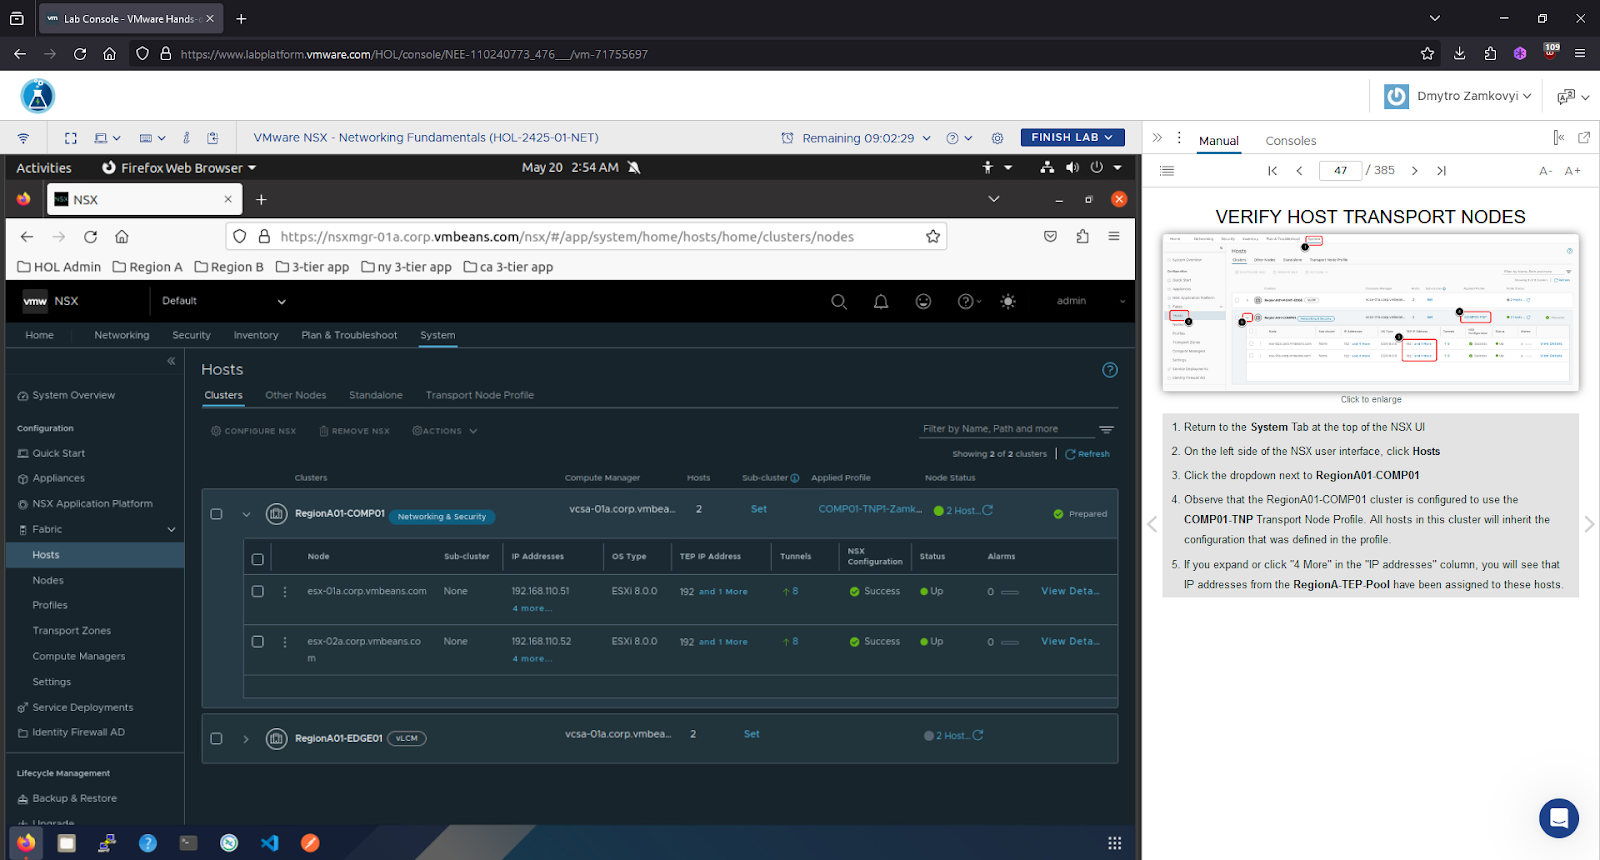 Lab Console - VMware Hands-o
https://www.labplatform.vmware.com/HOL/console/NEE-110240773_476___/vm-71755697
109
Dmytro Zamkovyi
VMware NSX - Networking Fundamentals (HOL-2425-01-NET)
Remaining 09:02:29
FINISH LAB
Manual
Consoles
Activities
Firefox Web Browser
May 20 2:54 AM
47 / 385
A- A+
NSX
https://nsxmgr-01a.corp.vmbeans.com/nsx/#/app/system/home/hosts/home/clusters/nodes
HOL Admin
Region A
Region B
3-tier app
ny 3-tier app
ca 3-tier app
vmw NSX
Default
admin
Home
Networking
Security
Inventory
Plan & Troubleshoot
System
System Overview
Configuration
Quick Start
Appliances
NSX Application Platform
Fabric
Hosts
Nodes
Profiles
Transport Zones
Compute Managers
Settings
Service Deployments
Identity Firewall AD
Lifecycle Management
Backup & Restore
Upgrade
Hosts
Clusters
Other Nodes
Standalone
Transport Node Profile
CONFIGURE NSX
REMOVE NSX
ACTIONS
Filter by Name, Path and more
Showing 2 of 2 clusters
Refresh
Clusters
Compute Manager
Hosts
Sub-cluster
Applied Profile
Node Status
RegionA01-COMP01
Networking & Security
vcsa-01a.corp.vmbea...
2
Set
COMP01-TNP1-Zamk...
2 Host...
Prepared
Node
Sub-cluster
IP Addresses
OS Type
TEP IP Address
Tunnels
NSX Configuration
Status
Alarms
esx-01a.corp.vmbeans.com
None
192.168.110.51
4 more...
ESXi 8.0.0
192 and 1 More
8
Success
Up
0
View Deta...
esx-02a.corp.vmbeans.co
m
None
192.168.110.52
4 more...
ESXi 8.0.0
192 and 1 More
8
Success
Up
0
View Deta...
RegionA01-EDGE01
vLCM
vcsa-01a.corp.vmbea...
2
Set
2 Host...
VERIFY HOST TRANSPORT NODES
Click to enlarge
1. Return to the System Tab at the top of the NSX UI
2. On the left side of the NSX user interface, click Hosts
3. Click the dropdown next to RegionA01-COMP01
4. Observe that the RegionA01-COMP01 cluster is configured to use the
COMP01-TNP Transport Node Profile. All hosts in this cluster will inherit the
configuration that was defined in the profile.
5. If you expand or click "4 More" in the "IP addresses" column, you will see that
IP addresses from the RegionA-TEP-Pool have been assigned to these hosts.